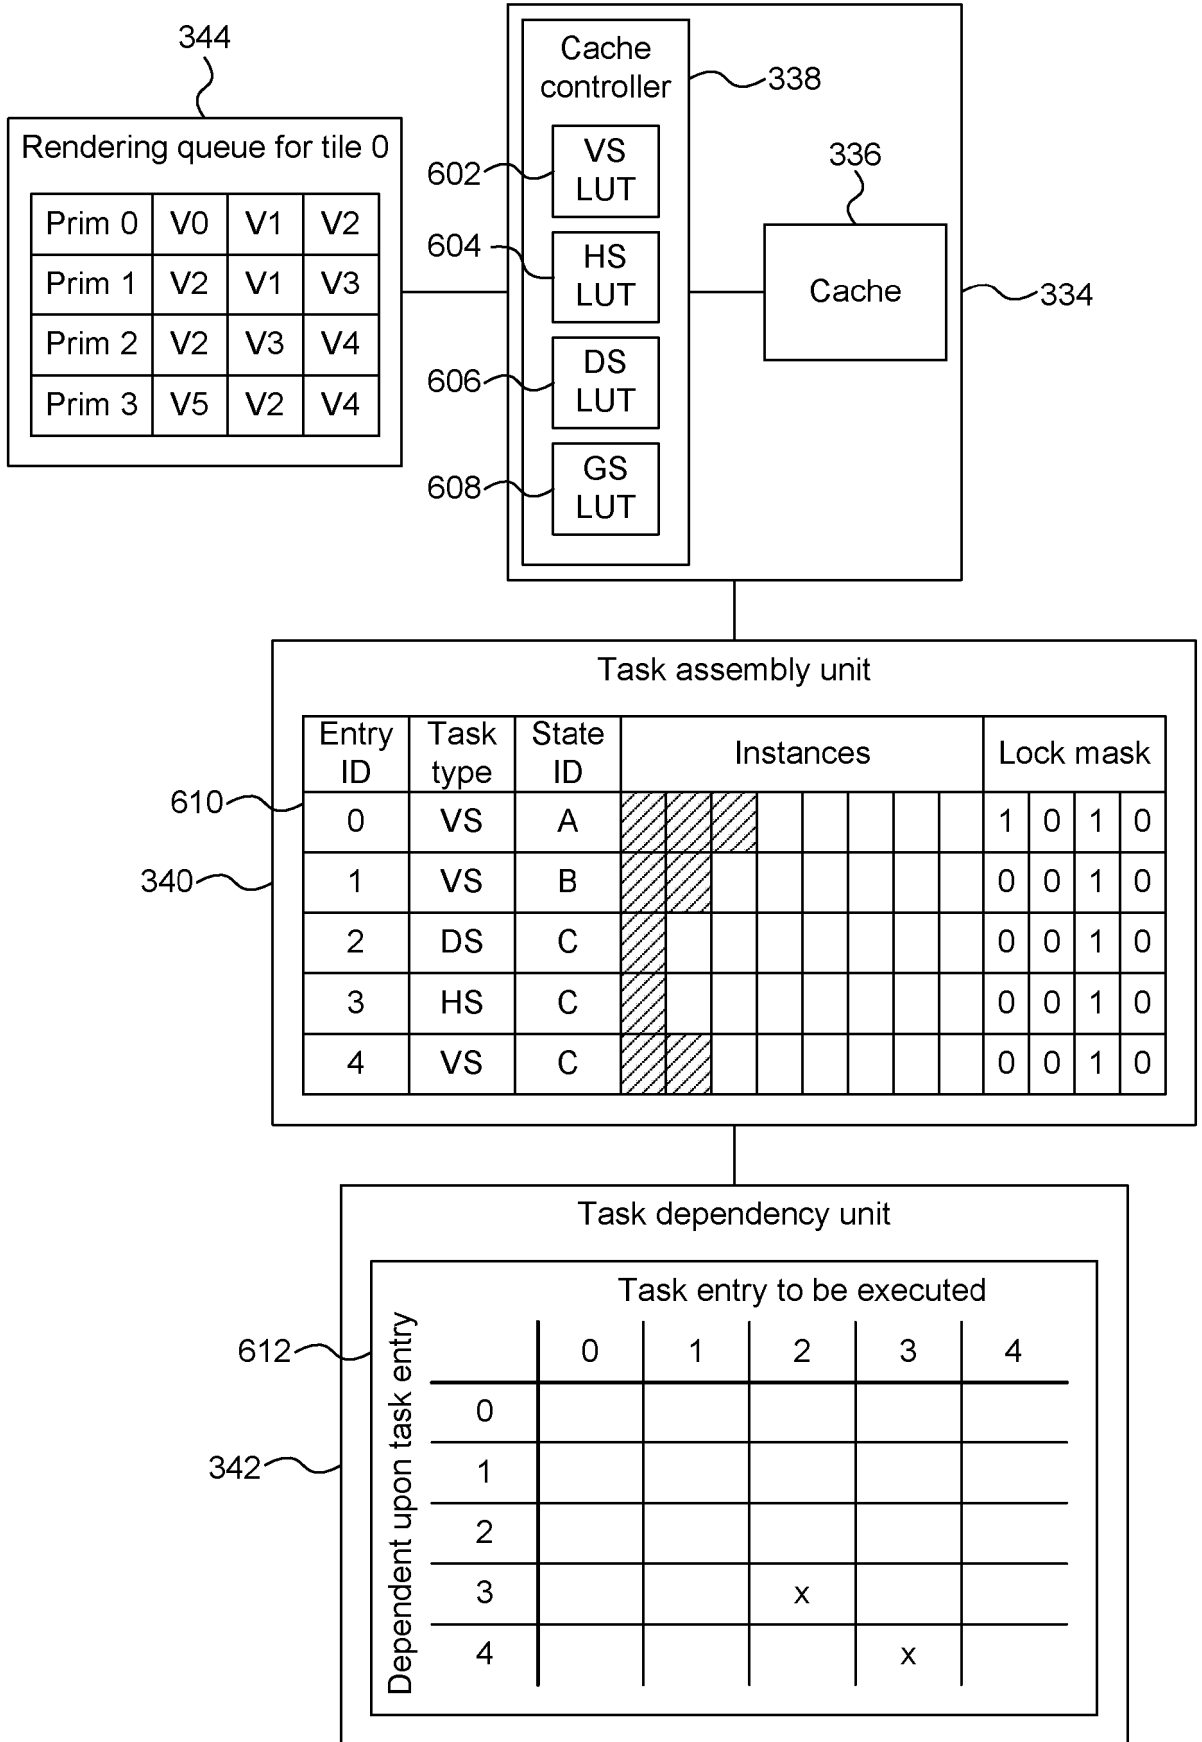 344
Rendering queue for tile 0
Prim 0 V0 V1 V2
Prim 1 V2 V1 V3
Prim 2 V2 V3 V4
Prim 3 V5 V2 V4
Cache
controller
338
VS
LUT
602
HS
LUT
604
DS
LUT
606
GS
LUT
608
336
Cache
334
Task assembly unit
Entry ID Task type State ID Instances Lock mask
610
0 VS A 1 0 1 0
340
1 VS B 0 0 1 0
2 DS C 0 0 1 0
3 HS C 0 0 1 0
4 VS C 0 0 1 0
Task dependency unit
Task entry to be executed
612
0 1 2 3 4
Dependent upon task entry
0
1
342
2
3 x
4 x